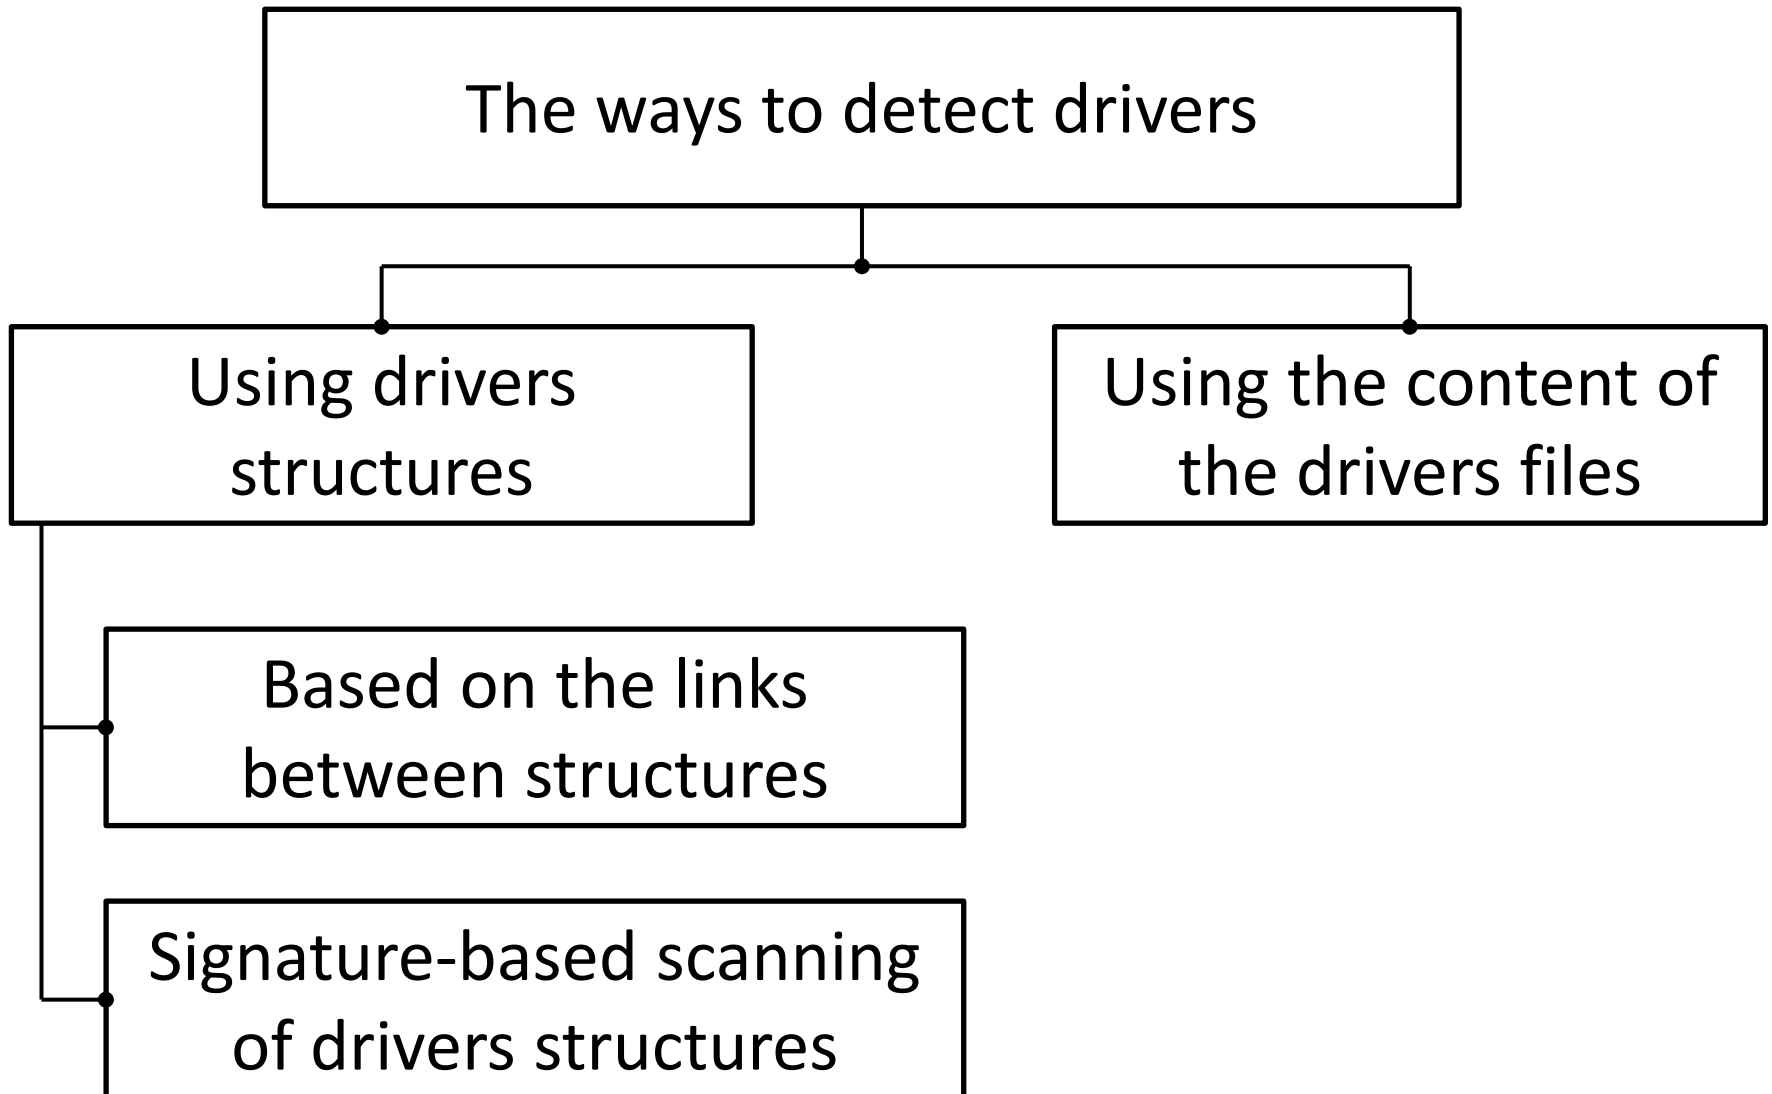 The ways to detect drivers
Using drivers
structures
Using the content of
the drivers files
Based on the links
between structures
Signature-based scanning
of drivers structures